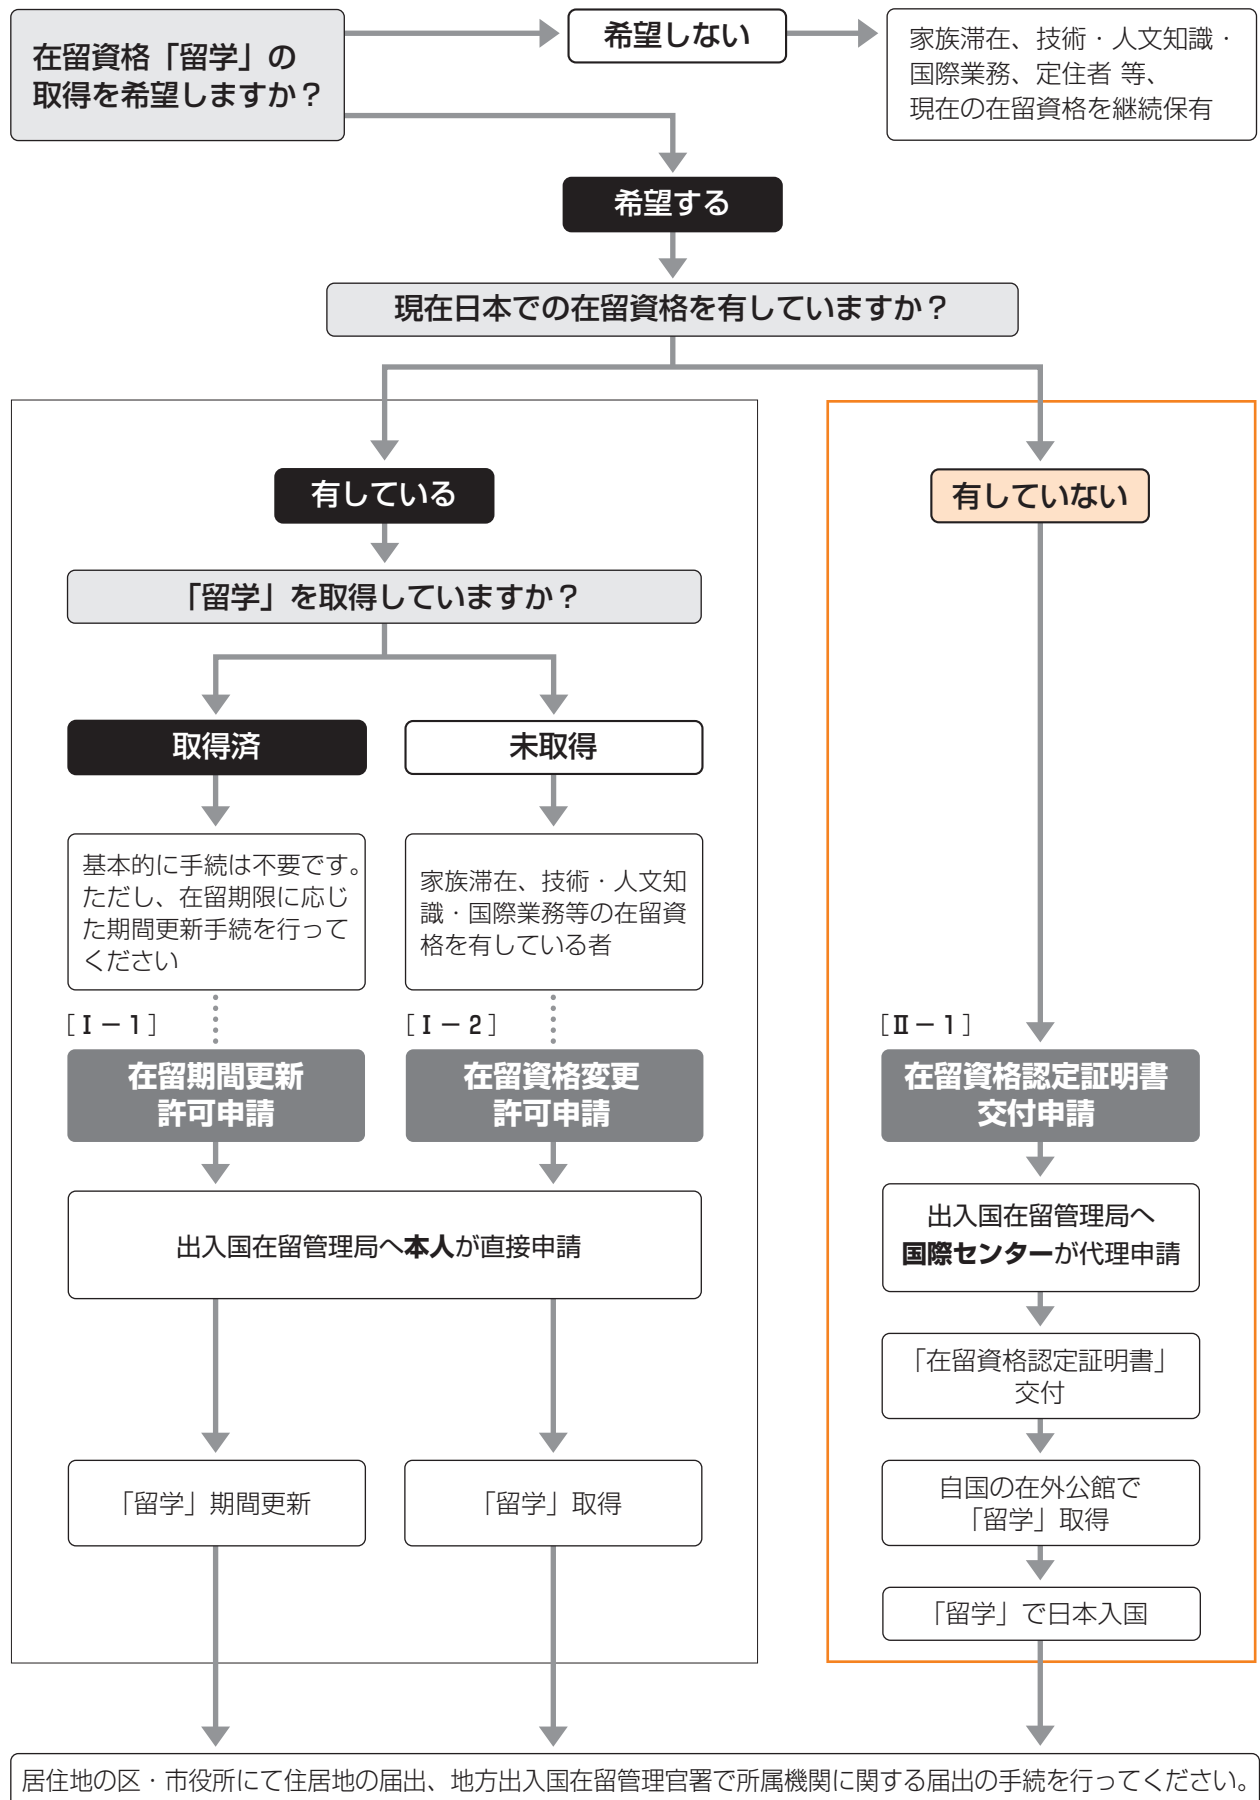 在留資格「留学」の
取得を希望しますか？
希望しない
家族滞在、技術・人文知識・
国際業務、定住者 等、
現在の在留資格を継続保有
希望する
現在日本での在留資格を有していますか？
有している
有していない
「留学」を取得していますか？
取得済
未取得
基本的に手続は不要です。
ただし、在留期限に応じ
た期間更新手続を行って
ください
家族滞在、技術・人文知
識・国際業務等の在留資
格を有している者
［Ⅰ－1］
［Ⅰ－2］
［Ⅱ－1］
在留期間更新
許可申請
在留資格変更
許可申請
在留資格認定証明書
交付申請
出入国在留管理局へ本人が直接申請
出入国在留管理局へ
国際センターが代理申請
「在留資格認定証明書」
交付
「留学」期間更新
「留学」取得
自国の在外公館で
「留学」取得
「留学」で日本入国
居住地の区・市役所にて住居地の届出、地方出入国在留管理官署で所属機関に関する届出の手続を行ってください。